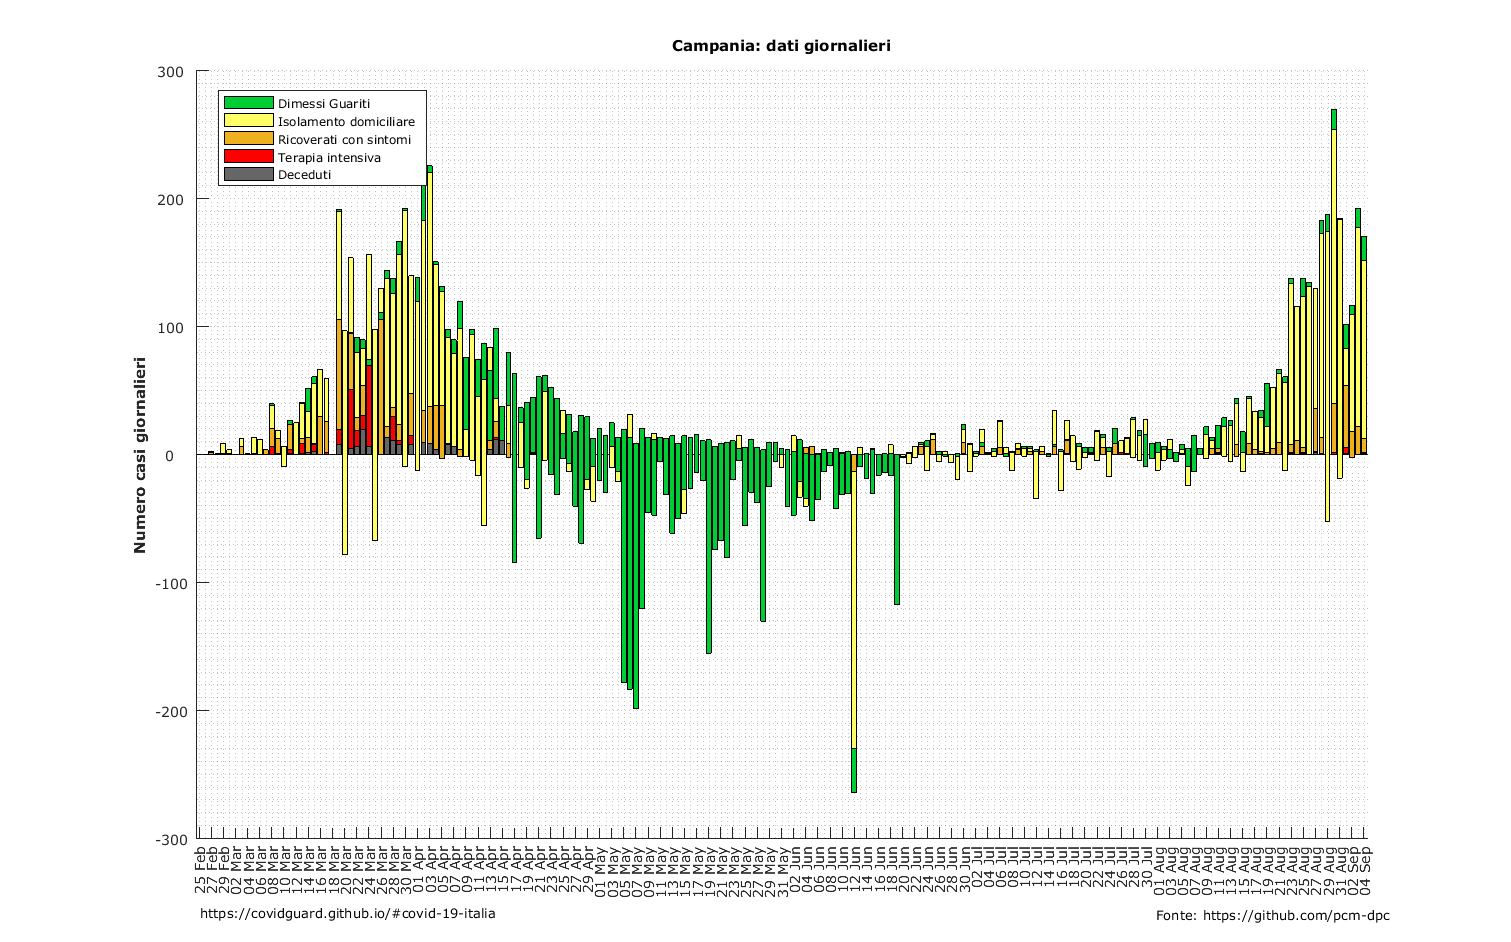 Campania: dati giornalieri
300
200
100
0
-100
-200
-300
Numero casi giornalieri
Dimessi Guariti
Isolamento domiciliare
Ricoverati con sintomi
Terapia intensiva
Deceduti
25 Feb
27 Feb
29 Feb
02 Mar
04 Mar
06 Mar
08 Mar
10 Mar
12 Mar
14 Mar
16 Mar
18 Mar
20 Mar
22 Mar
24 Mar
26 Mar
28 Mar
30 Mar
01 Apr
03 Apr
05 Apr
07 Apr
09 Apr
11 Apr
13 Apr
15 Apr
17 Apr
19 Apr
21 Apr
23 Apr
25 Apr
27 Apr
29 Apr
01 May
03 May
05 May
07 May
09 May
11 May
13 May
15 May
17 May
19 May
21 May
23 May
25 May
27 May
29 May
31 May
02 Jun
04 Jun
06 Jun
08 Jun
10 Jun
12 Jun
14 Jun
16 Jun
18 Jun
20 Jun
22 Jun
24 Jun
26 Jun
28 Jun
30 Jun
02 Jul
04 Jul
06 Jul
08 Jul
10 Jul
12 Jul
14 Jul
16 Jul
18 Jul
20 Jul
22 Jul
24 Jul
26 Jul
28 Jul
30 Jul
01 Aug
03 Aug
05 Aug
07 Aug
09 Aug
11 Aug
13 Aug
15 Aug
17 Aug
19 Aug
21 Aug
23 Aug
25 Aug
27 Aug
29 Aug
31 Aug
02 Sep
04 Sep
https://covidguard.github.io/#covid-19-italia
Fonte: https://github.com/pcm-dpc